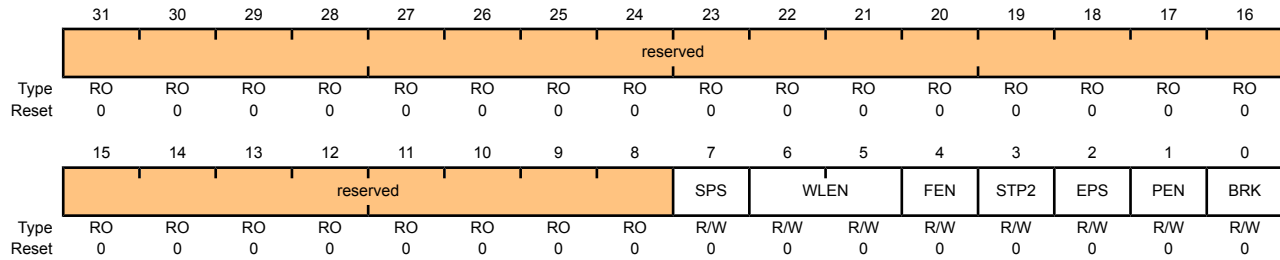 31 30 29 28 27 26 25 24 23 22 21 20 19 18 17 16
reserved
Type RO RO RO RO RO RO RO RO RO RO RO RO RO RO RO RO
Reset 0 0 0 0 0 0 0 0 0 0 0 0 0 0 0 0
15 14 13 12 11 10 9 8 7 6 5 4 3 2 1 0
reserved SPS WLEN FEN STP2 EPS PEN BRK
Type RO RO RO RO RO RO RO RO R/W R/W R/W R/W R/W R/W R/W R/W
Reset 0 0 0 0 0 0 0 0 0 0 0 0 0 0 0 0